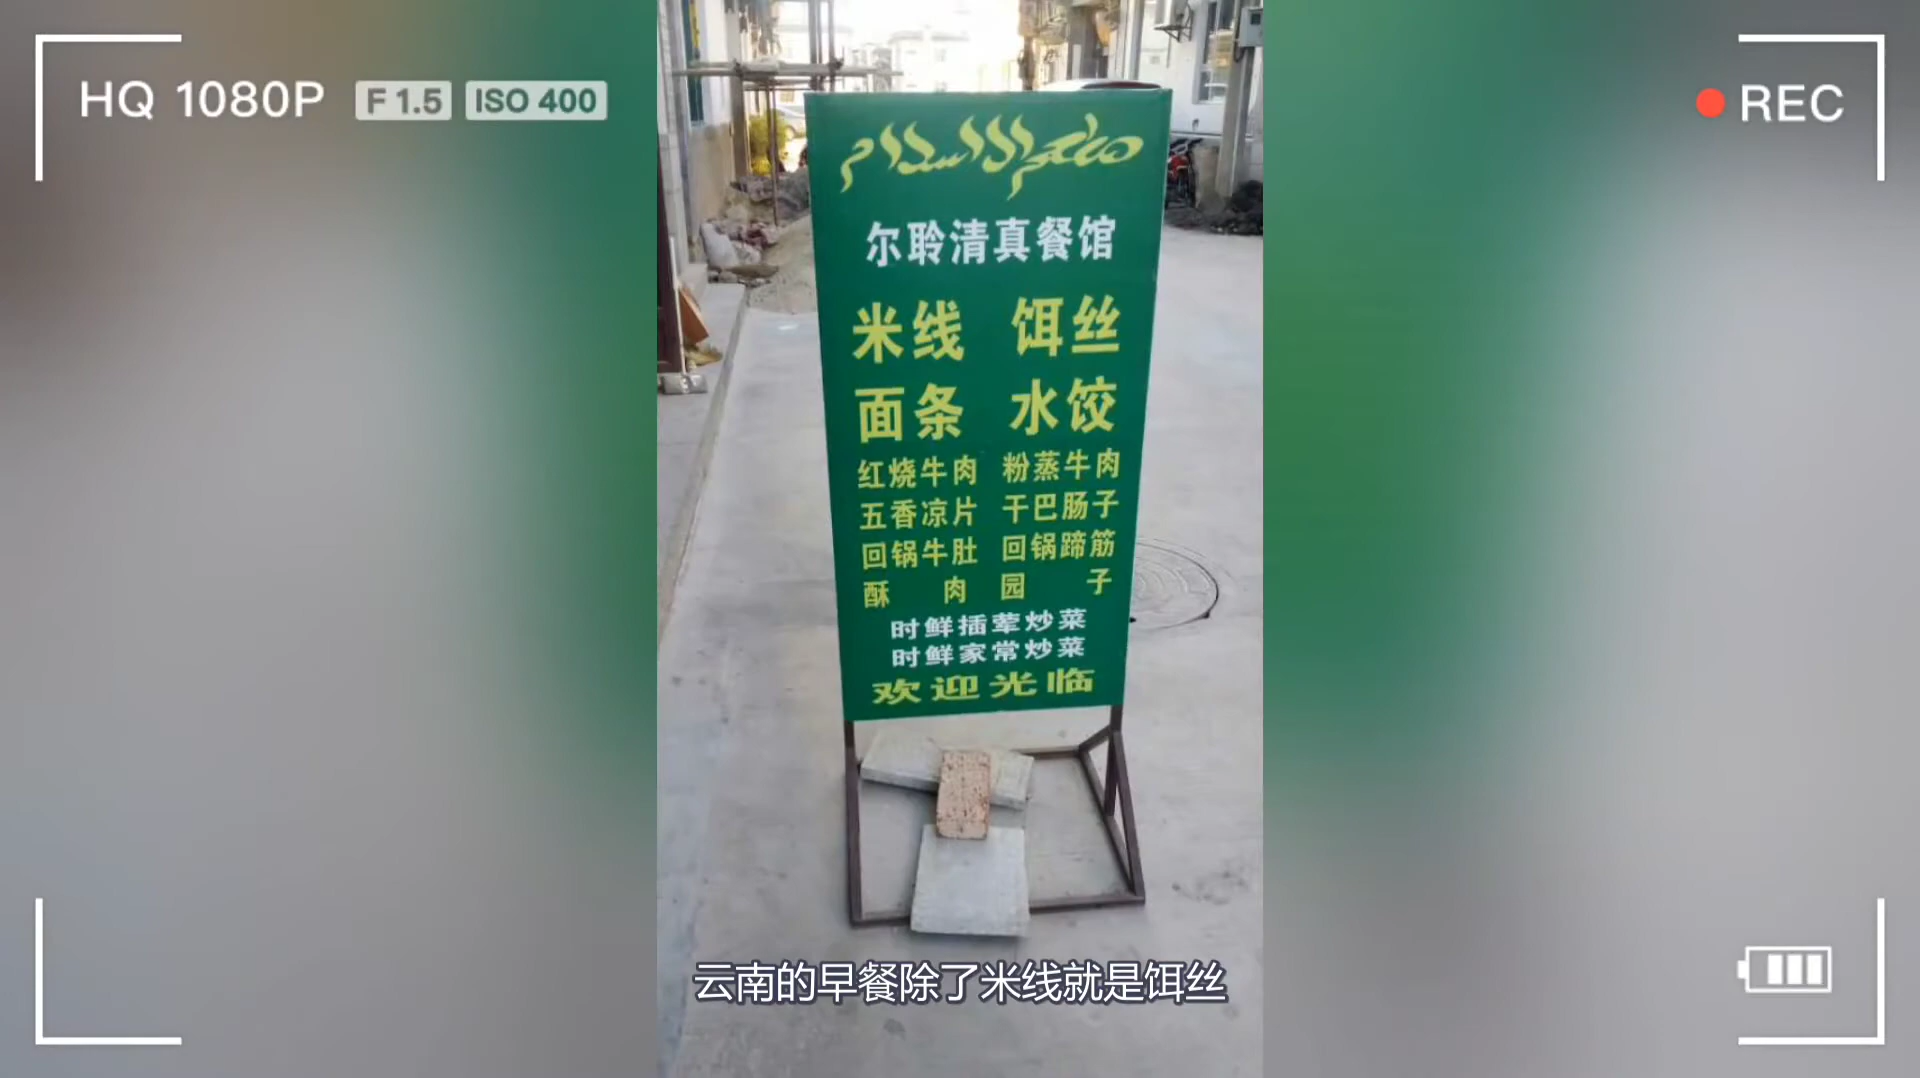 HQ 1080P F 1.5 ISO 400
REC
尔聆清真餐馆
米线 饵丝
面条 水饺
红烧牛肉 粉蒸牛肉
五香凉片 干巴肠子
回锅牛肚 回锅蹄筋
酥肉 园子
时鲜插荤炒菜
时鲜家常炒菜
欢迎光临
云南的早餐除了米线就是饵丝